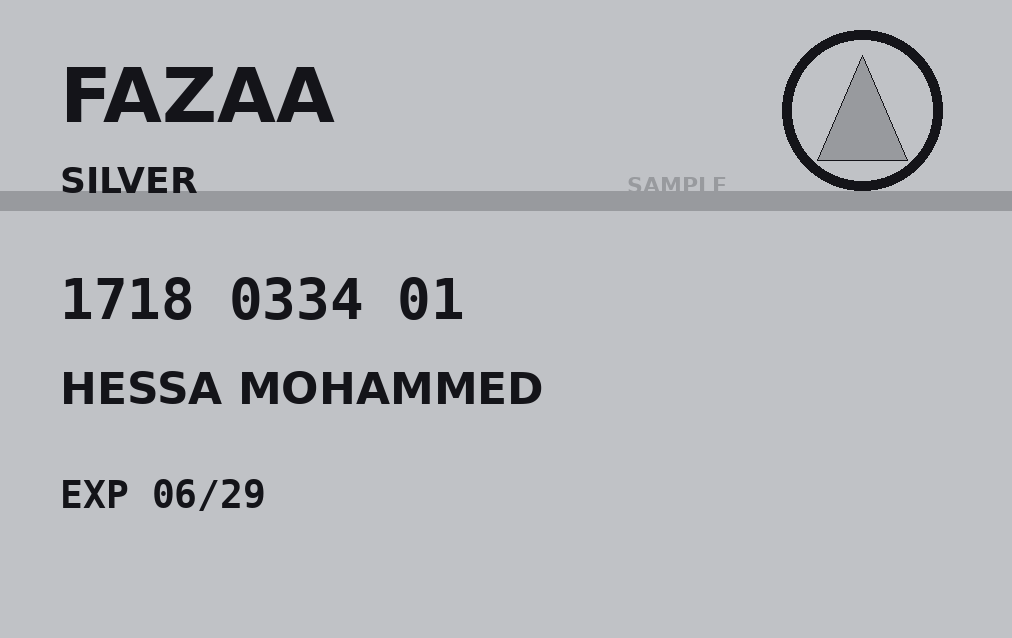 FAZAA
SILVER
SAMPLE
1718 0334 01
HESSA MOHAMMED
EXP 06/29